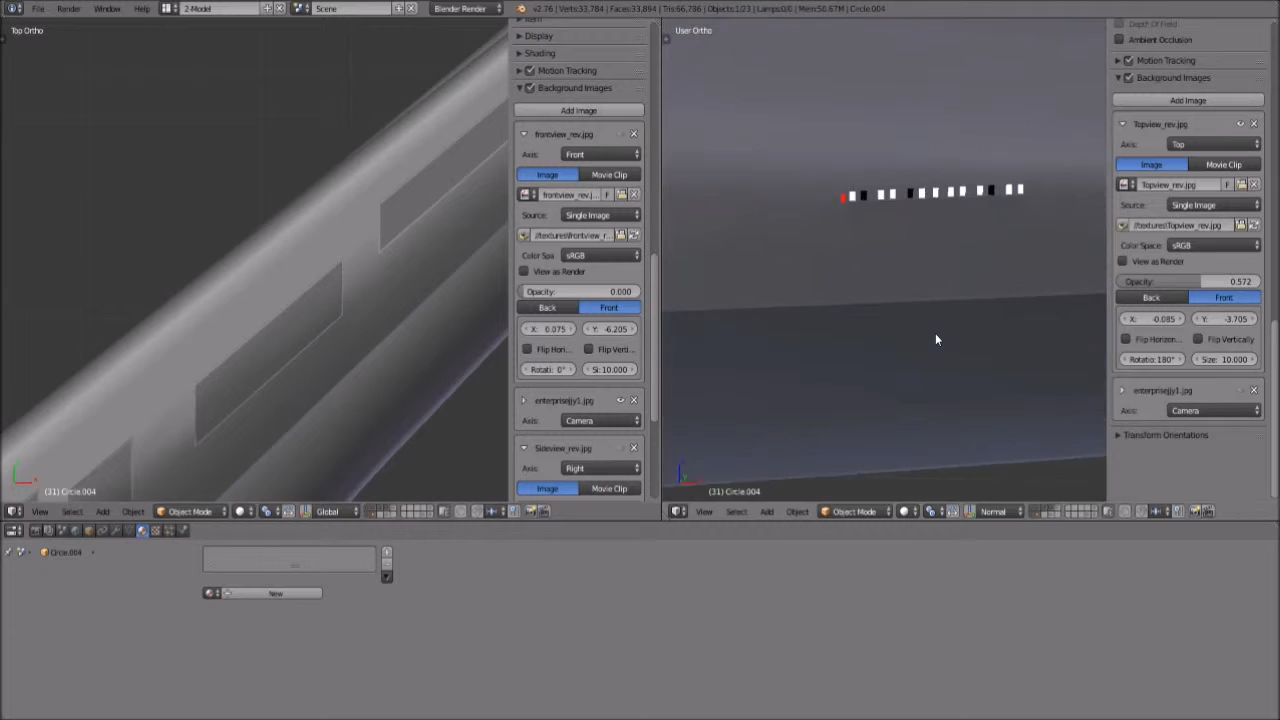 File Render Window Help 2-Model Scene Blender Render v2.76 | Verts:33,784 | Faces:33,894 | Tris:66,786 | Objects:1/23 | Lamps:0/0 | Mem:50.67M | Circle.004
Top Ortho
(31) Circle.004
Display
Shading
Motion Tracking
Background Images
Add Image
frontview_rev.jpg
Axis: Front
Image Movie Clip
frontview_rev.j... F
Source: Single Image
//textures\frontview_r...
Color Spa sRGB
View as Render
Opacity: 0.000
Back Front
X: 0.075 Y: -6.205
Flip Hori... Flip Verti...
Rotati: 0° Si:10.000
enterprisejjy1.jpg
Axis: Camera
Sideview_rev.jpg
Axis: Right
Image Movie Clip
User Ortho
(31) Circle.004
Depth Of Field
Ambient Occlusion
Motion Tracking
Background Images
Add Image
Topview_rev.jpg
Axis: Top
Image Movie Clip
Topview_rev.jpg F
Source: Single Image
//textures\Topview_rev.jpg
Color Space: sRGB
View as Render
Opacity: 0.572
Back Front
X: -0.085 Y: -3.705
Flip Horizon... Flip Vertically
Rotatio: 180° Size: 10.000
enterprisejjy1.jpg
Axis: Camera
Transform Orientations
View Select Add Object Object Mode Global
View Select Add Object Object Mode Normal
Circle.004
New